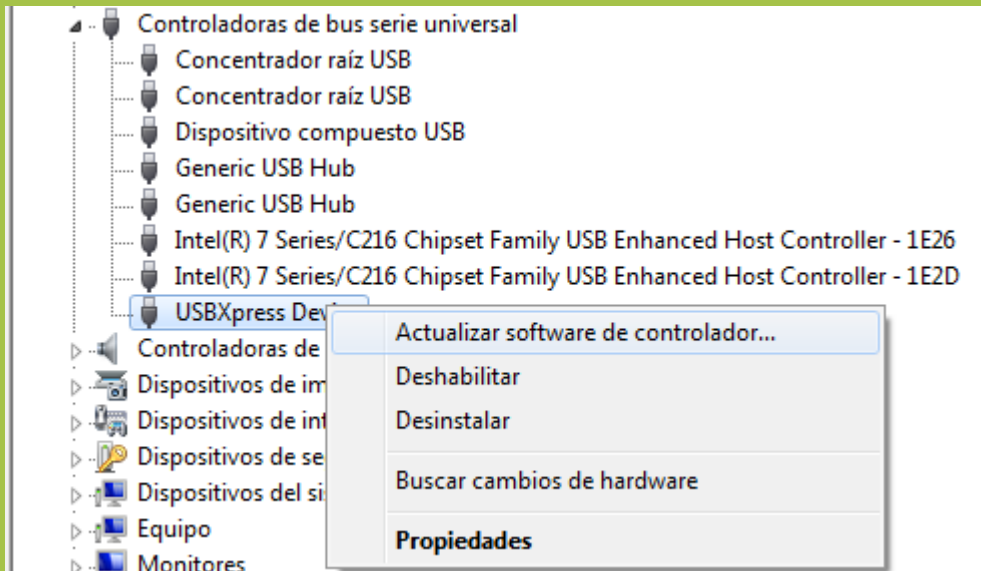 Controladoras de bus serie universal
Concentrador raíz USB
Concentrador raíz USB
Dispositivo compuesto USB
Generic USB Hub
Generic USB Hub
Intel(R) 7 Series/C216 Chipset Family USB Enhanced Host Controller - 1E26
Intel(R) 7 Series/C216 Chipset Family USB Enhanced Host Controller - 1E2D
USBXpress
Controladoras de
Dispositivos de
Dispositivos de
Dispositivos de
Dispositivos del
Equipo
Monitores
Actualizar software de controlador...
Deshabilitar
Desinstalar
Buscar cambios de hardware
Propiedades